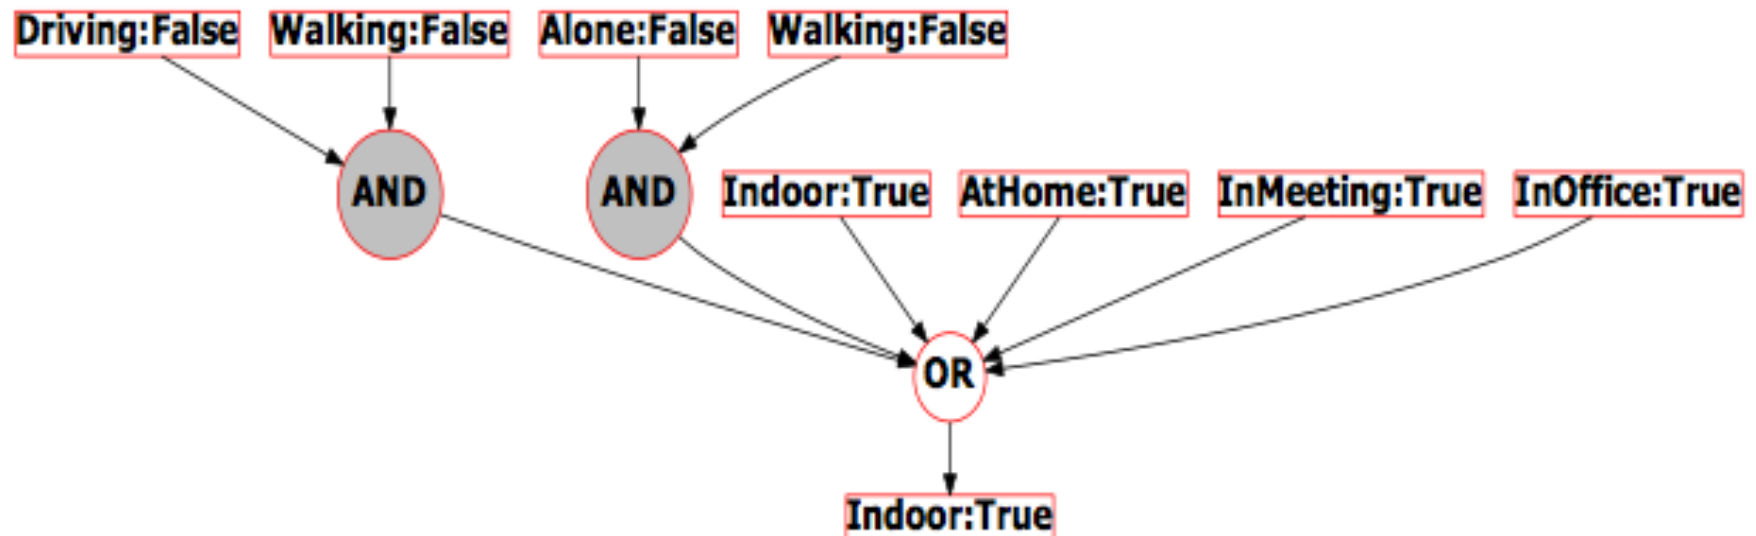 Driving:False Walking:False Alone:False Walking:False
AND AND Indoor:True AtHome:True InMeeting:True InOffice:True
OR
Indoor:True